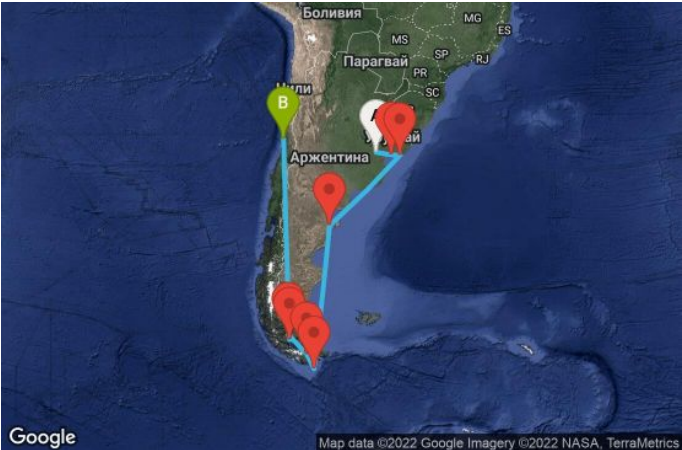 Боливия
MG
MS
ES
SP
Парагвай
RJ
PR
Чили
SC
B
Аржентина
Google
Map data ©2022 Google Imagery ©2022 NASA, TerraMetrics